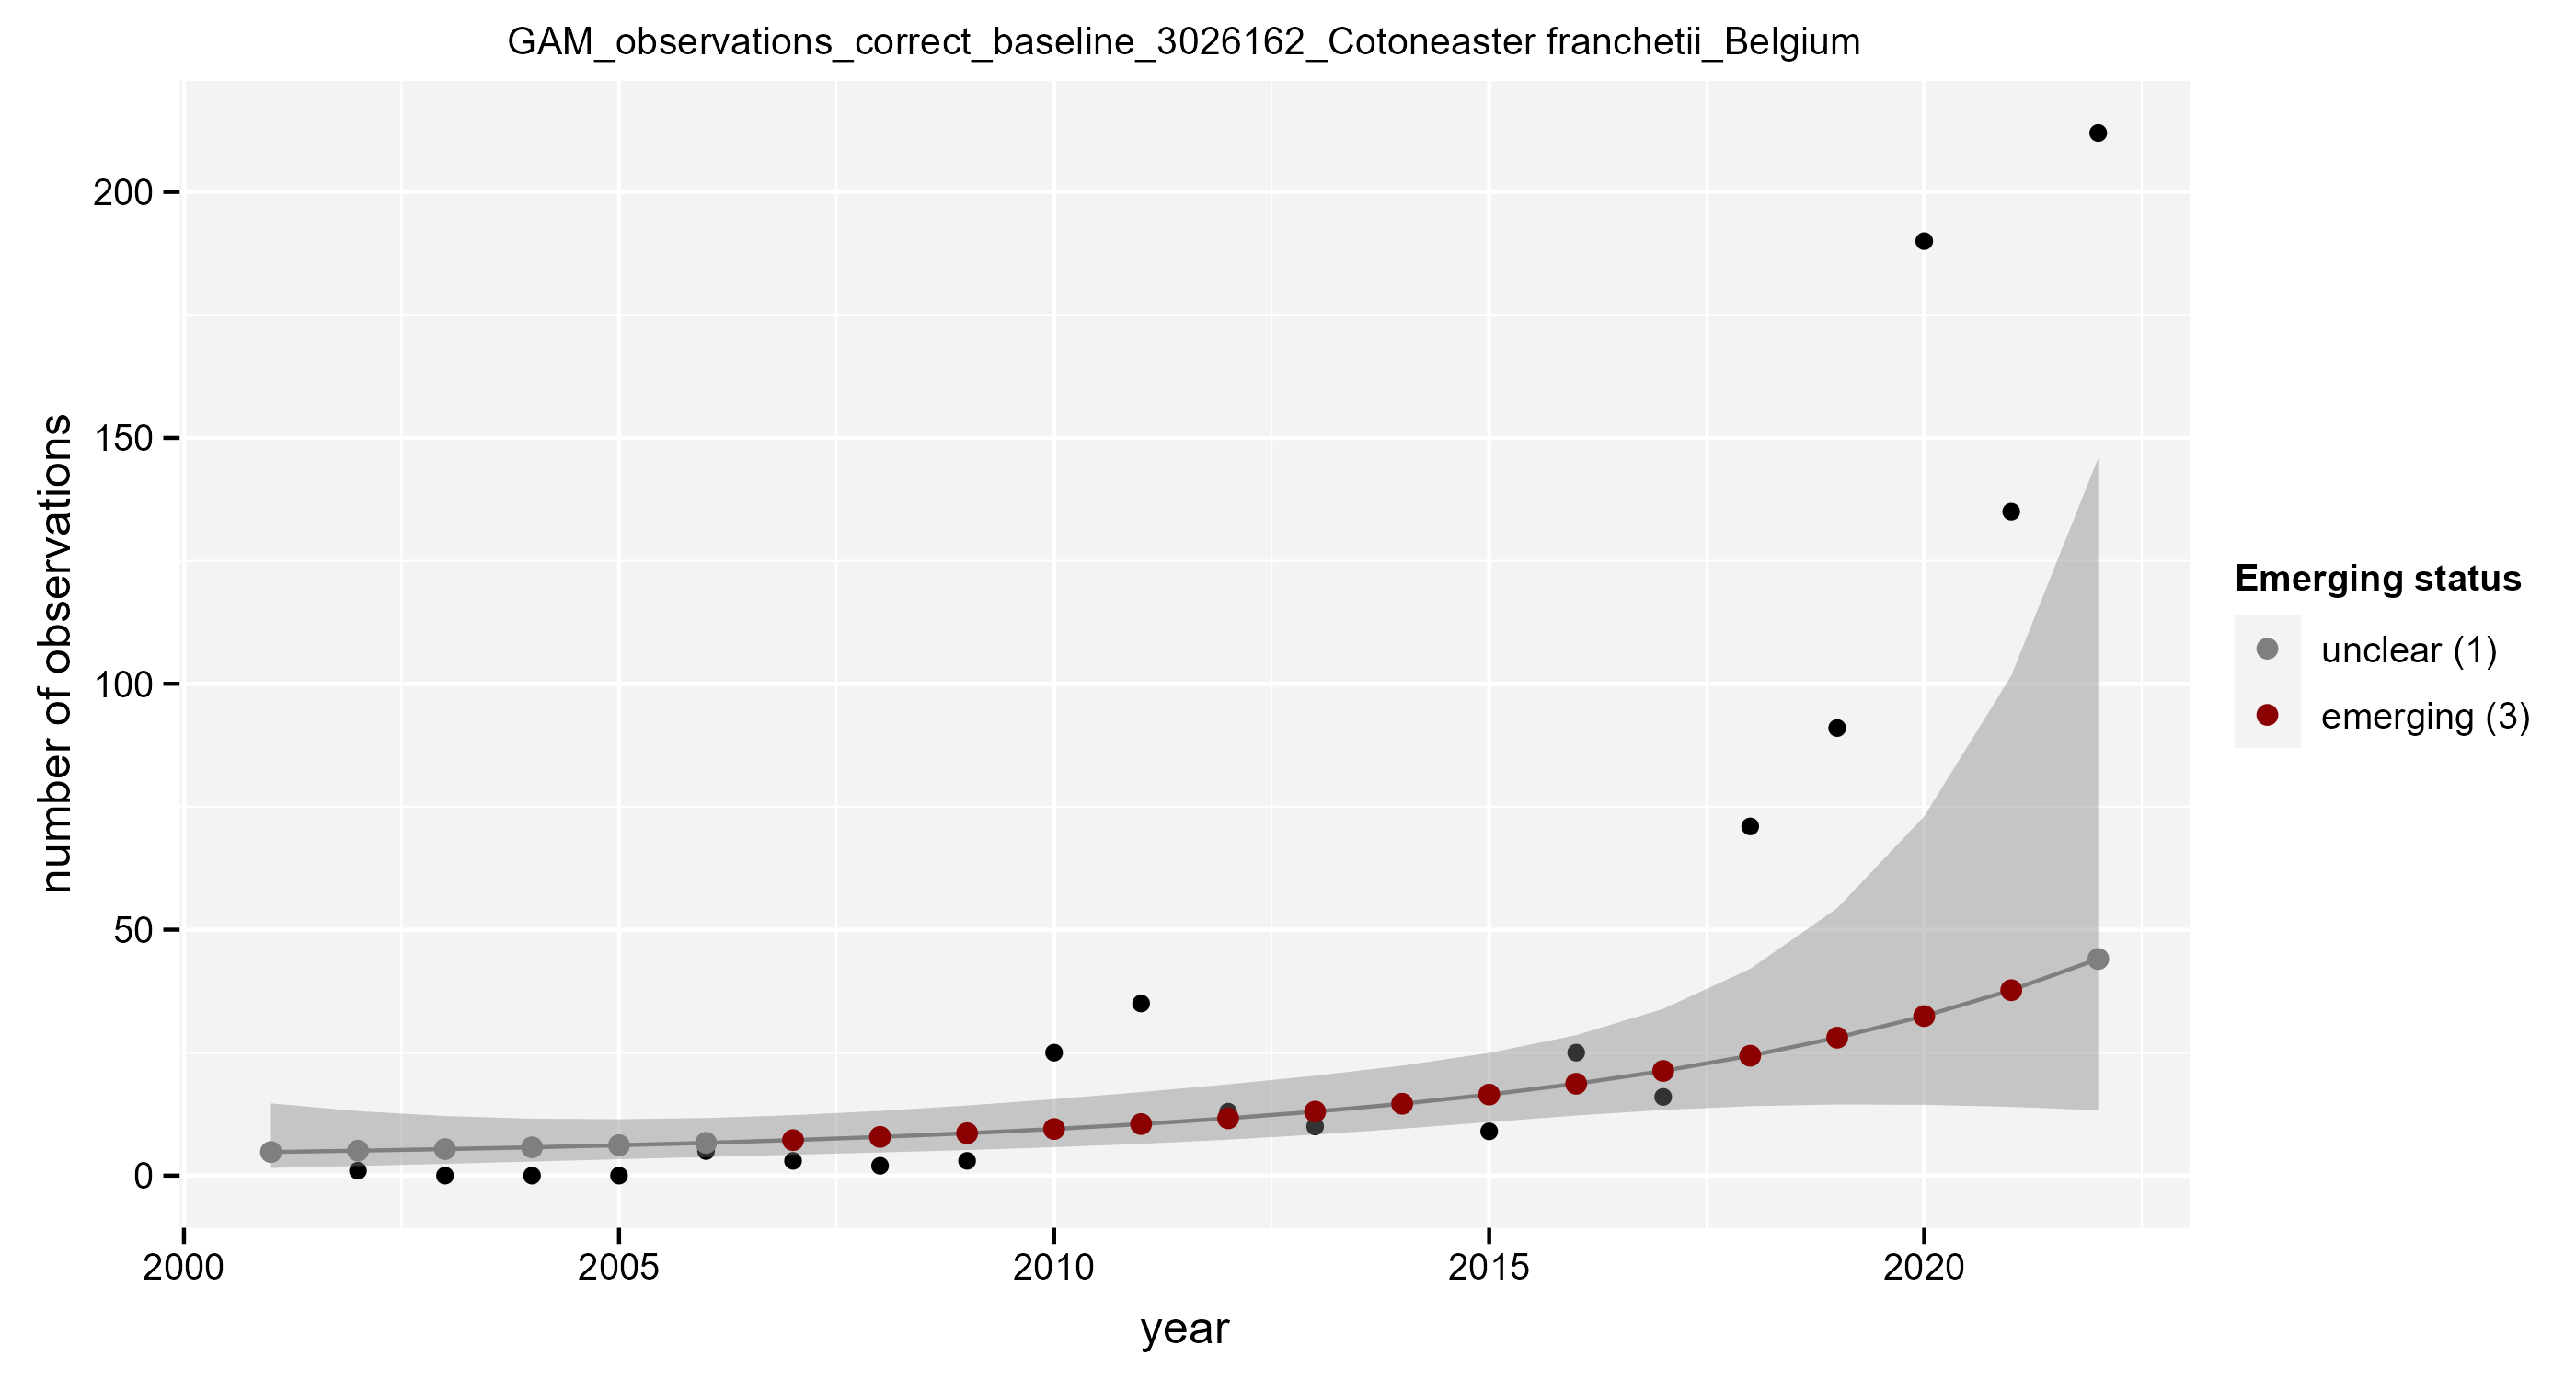 GAM_observations_correct_baseline_3026162_Cotoneaster franchetii_Belgium
number of observations
200
150
100
50
0
2000 2005 2010 2015 2020
year
Emerging status
unclear (1)
emerging (3)